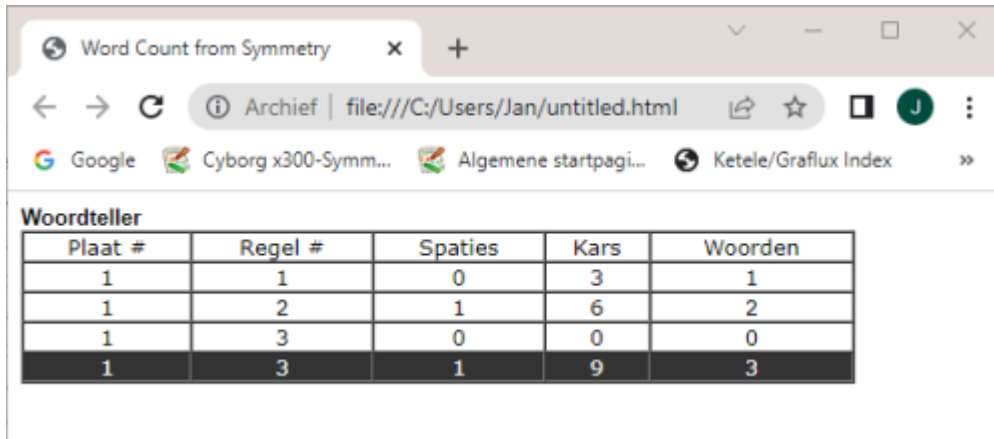 Word Count from Symmetry
Archief | file:///C:/Users/Jan/untitled.html J
Google Cyborg x300-Symm... Algemene startpagi... Ketele/Graflux Index »
Woordteller
Plaat # Regel # Spaties Kars Woorden
1 1 0 3 1
1 2 1 6 2
1 3 0 0 0
1 3 1 9 3